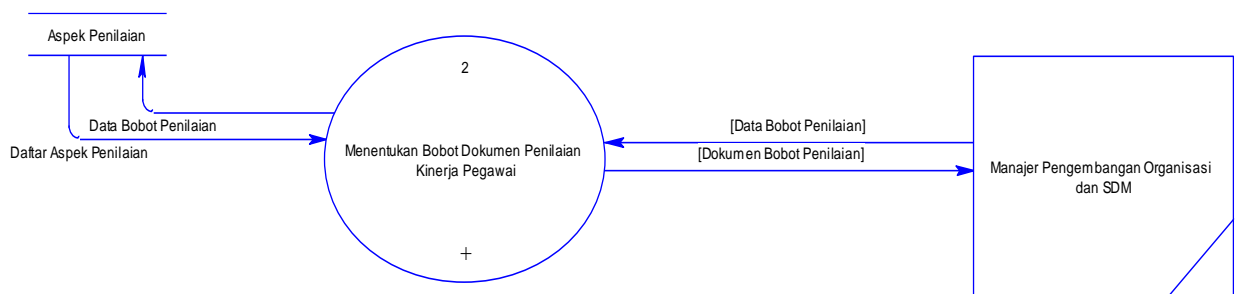 Aspek Penilaian
2
Data Bobot Penilaian
Daftar Aspek Penilaian
Menentukan Bobot Dokumen Penilaian
Kinerja Pegawai
+
[Data Bobot Penilaian]
[Dokumen Bobot Penilaian]
Manajer Pengembangan Organisasi
dan SDM